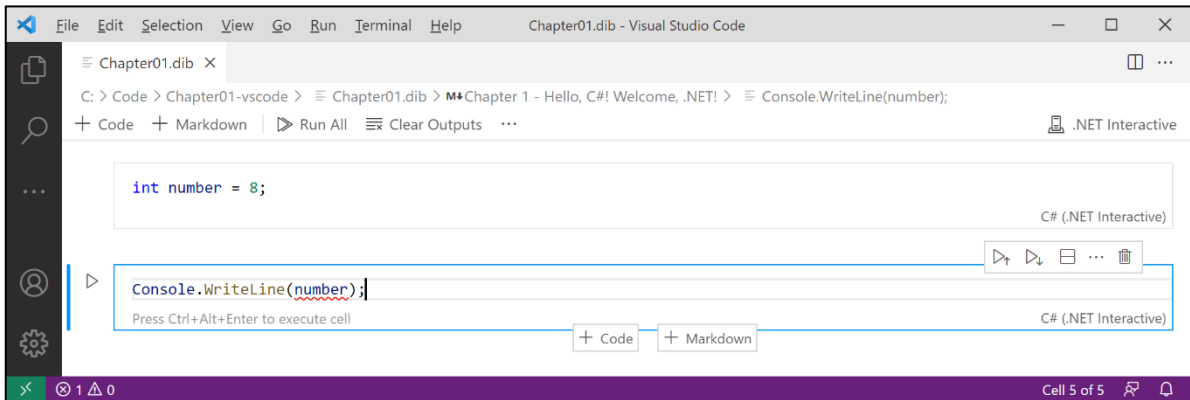 File Edit Selection View Go Run Terminal Help Chapter01.dib - Visual Studio Code
Chapter01.dib
C: > Code > Chapter01-vscode > Chapter01.dib > M↓Chapter 1 - Hello, C#! Welcome, .NET! > Console.WriteLine(number);
+ Code + Markdown Run All Clear Outputs ... .NET Interactive
int number = 8;
C# (.NET Interactive)
Console.WriteLine(number);
Press Ctrl+Alt+Enter to execute cell C# (.NET Interactive)
+ Code + Markdown
1 0 Cell 5 of 5